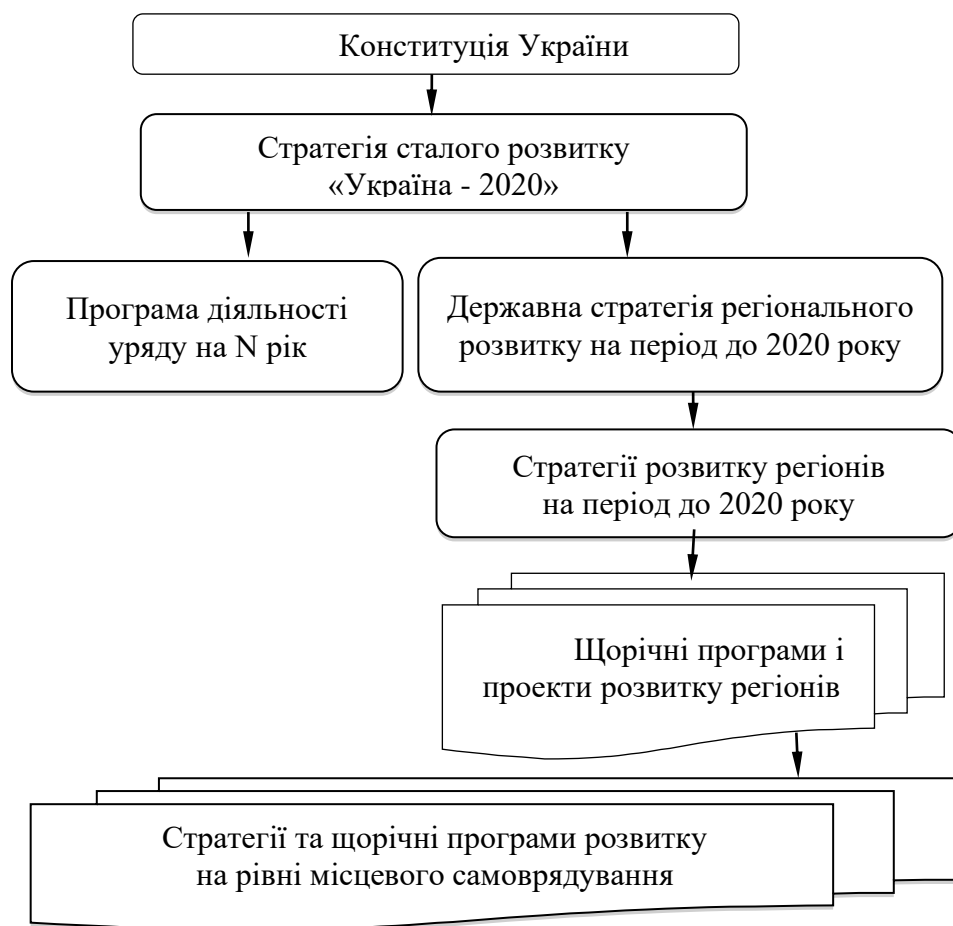 Конституція України
Стратегія сталого розвитку
«Україна - 2020»
Програма діяльності
уряду на N рік
Державна стратегія регіонального
розвитку на період до 2020 року
Стратегії розвитку регіонів
на період до 2020 року
Щорічні програми і
проекти розвитку регіонів
Стратегії та щорічні програми розвитку
на рівні місцевого самоврядування